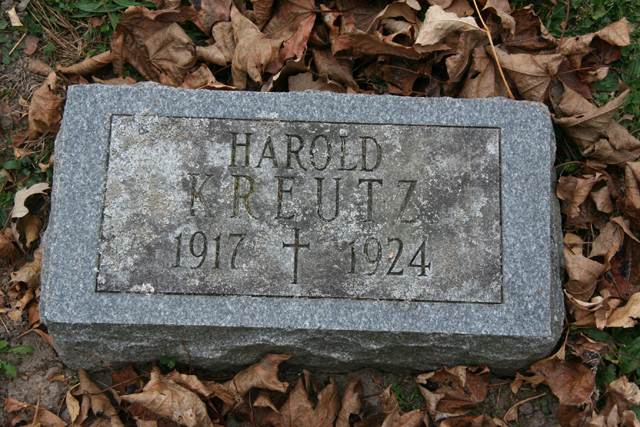 HAROLD
KREUTZ
1917 † 1924